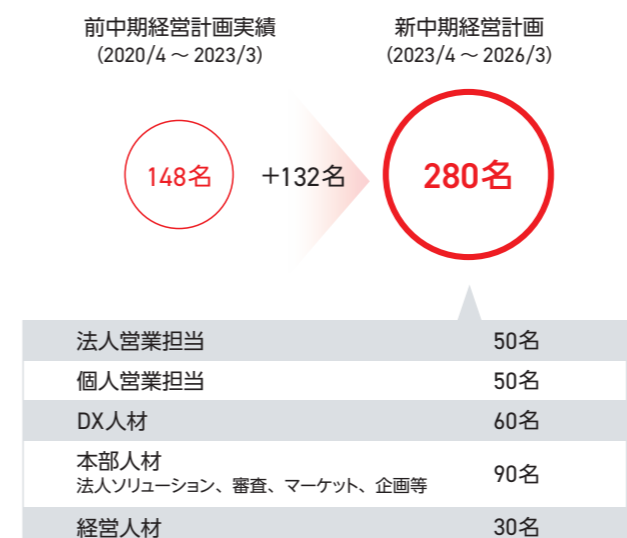 前中期経営計画実績
（2020/4～2023/3）
新中期経営計画
（2023/4～2026/3）
148名
+132名
280名
法人営業担当 50名
個人営業担当 50名
DX人材 60名
本部人材
法人ソリューション、審査、マーケット、企画等 90名
経営人材 30名